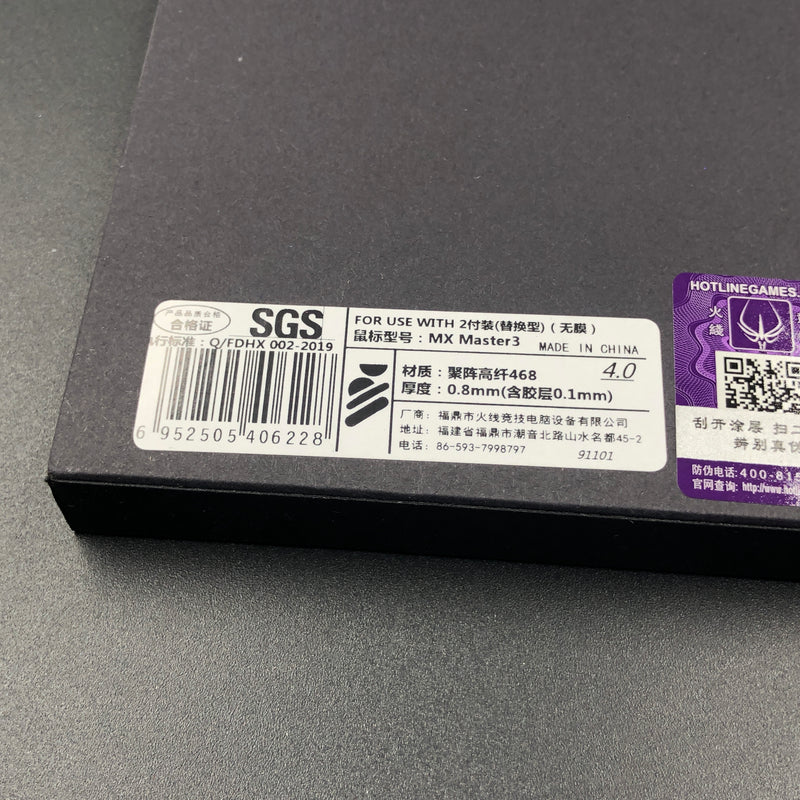 产品品质合格
合格证
SGS
执行标准：Q/FDHX 002-2019
6 952505 406228
FOR USE WITH 2付装(替换型)（无膜）
鼠标型号：MX Master3
MADE IN CHINA
材质：聚阵高纤468
4.0
厚度：0.8mm(含胶层0.1mm)
厂商：福鼎市火线竞技电脑设备有限公司
地址：福建省福鼎市潮音北路山水名都45-2
电话：86-593-7998797
91101
HOTLINEGAMES.
火
綫
刮开涂层 扫二
辨别真伪
防伪电话:400-815
官网查询: http://www.hotl